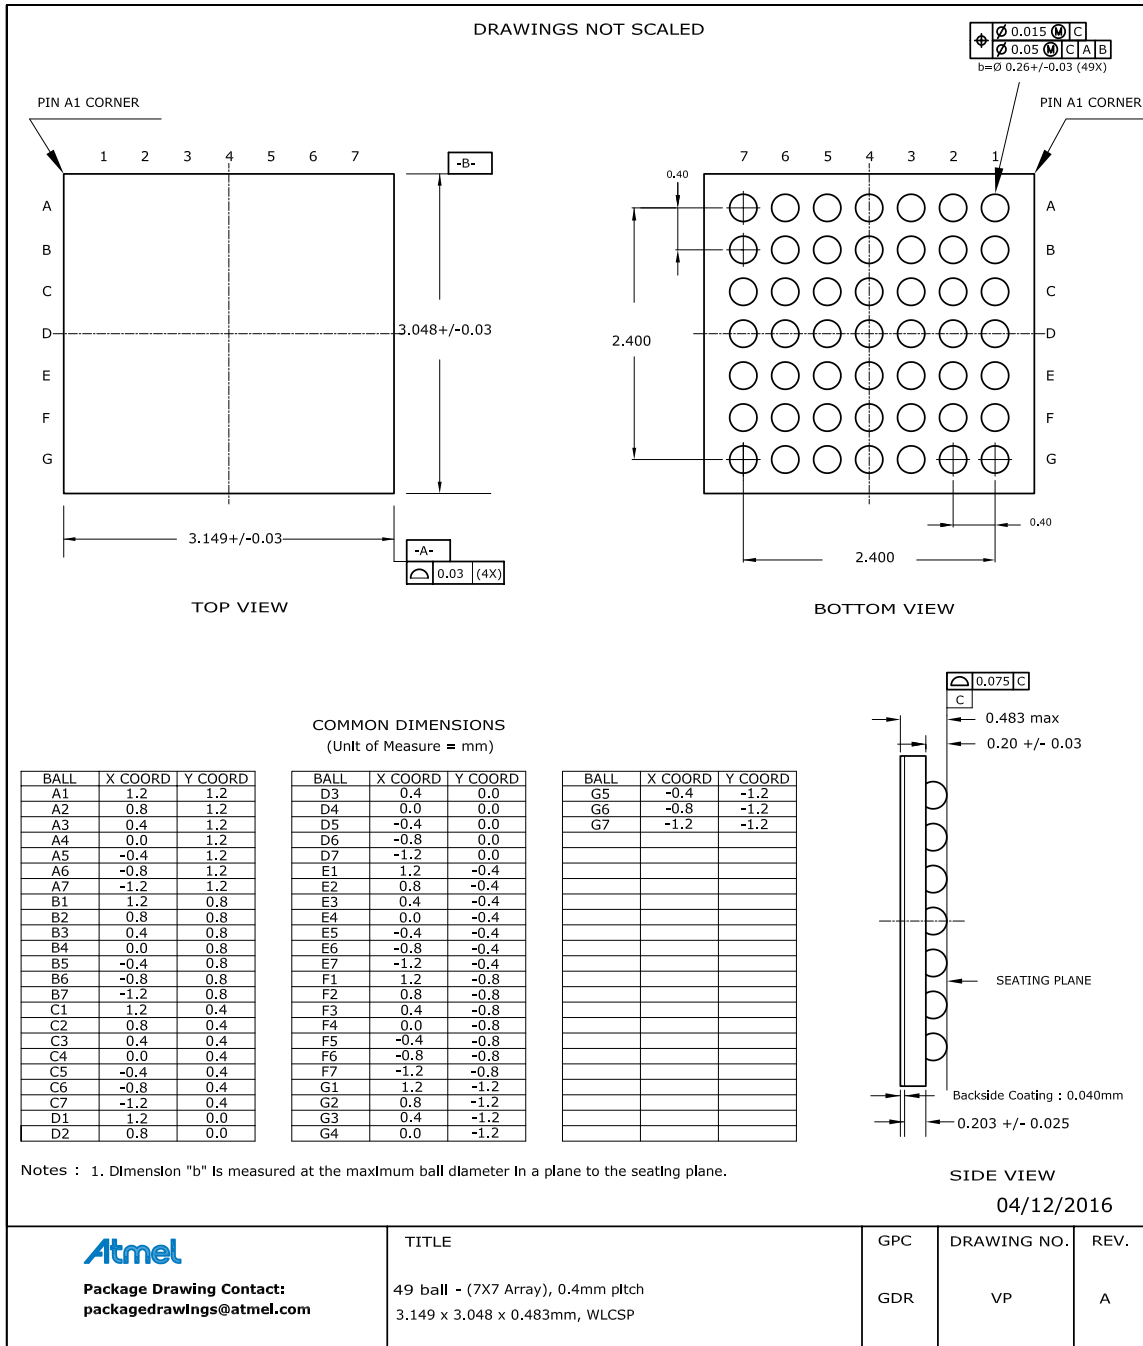 DRAWINGS NOT SCALED
Ø 0.015 Ⓜ C
Ø 0.05 Ⓜ C A B
b=Ø 0.26+/-0.03 (49X)
PIN A1 CORNER
PIN A1 CORNER
1 2 3 4 5 6 7
-B-
A
B
C
D
E
F
G
3.048+/-0.03
3.149+/-0.03
-A-
0.03 (4X)
TOP VIEW
7 6 5 4 3 2 1
0.40
A
B
C
D
E
F
G
2.400
0.40
2.400
BOTTOM VIEW
0.075 C
C
0.483 max
0.20 +/- 0.03
SEATING PLANE
Backside Coating : 0.040mm
0.203 +/- 0.025
SIDE VIEW
04/12/2016
COMMON DIMENSIONS
(Unit of Measure = mm)
BALL X COORD Y COORD
A1 1.2 1.2
A2 0.8 1.2
A3 0.4 1.2
A4 0.0 1.2
A5 -0.4 1.2
A6 -0.8 1.2
A7 -1.2 1.2
B1 1.2 0.8
B2 0.8 0.8
B3 0.4 0.8
B4 0.0 0.8
B5 -0.4 0.8
B6 -0.8 0.8
B7 -1.2 0.8
C1 1.2 0.4
C2 0.8 0.4
C3 0.4 0.4
C4 0.0 0.4
C5 -0.4 0.4
C6 -0.8 0.4
C7 -1.2 0.4
D1 1.2 0.0
D2 0.8 0.0
BALL X COORD Y COORD
D3 0.4 0.0
D4 0.0 0.0
D5 -0.4 0.0
D6 -0.8 0.0
D7 -1.2 0.0
E1 1.2 -0.4
E2 0.8 -0.4
E3 0.4 -0.4
E4 0.0 -0.4
E5 -0.4 -0.4
E6 -0.8 -0.4
E7 -1.2 -0.4
F1 1.2 -0.8
F2 0.8 -0.8
F3 0.4 -0.8
F4 0.0 -0.8
F5 -0.4 -0.8
F6 -0.8 -0.8
F7 -1.2 -0.8
G1 1.2 -1.2
G2 0.8 -1.2
G3 0.4 -1.2
G4 0.0 -1.2
BALL X COORD Y COORD
G5 -0.4 -1.2
G6 -0.8 -1.2
G7 -1.2 -1.2
Notes : 1. Dimension "b" is measured at the maximum ball diameter in a plane to the seating plane.
Atmel
Package Drawing Contact:
packagedrawings@atmel.com
TITLE
49 ball - (7X7 Array), 0.4mm pitch
3.149 x 3.048 x 0.483mm, WLCSP
GPC
GDR
DRAWING NO.
VP
REV.
A